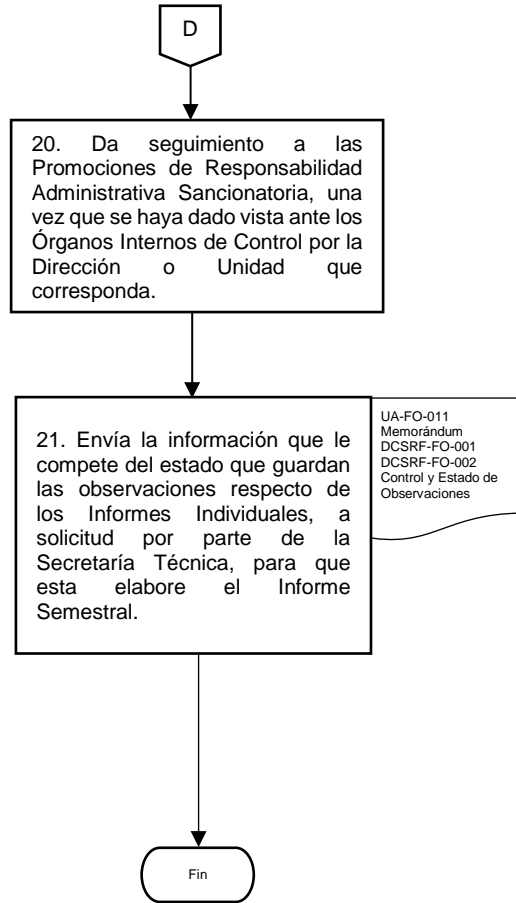 D
20. Da seguimiento a las
Promociones de Responsabilidad
Administrativa Sancionatoria, una
vez que se haya dado vista ante los
Órganos Internos de Control por la
Dirección o Unidad que
corresponda.
21. Envía la información que le
compete del estado que guardan
las observaciones respecto de
los Informes Individuales, a
solicitud por parte de la
Secretaría Técnica, para que
esta elabore el Informe
Semestral.
UA-FO-011
Memorándum
DCSRF-FO-001
DCSRF-FO-002
Control y Estado de
Observaciones
Fin